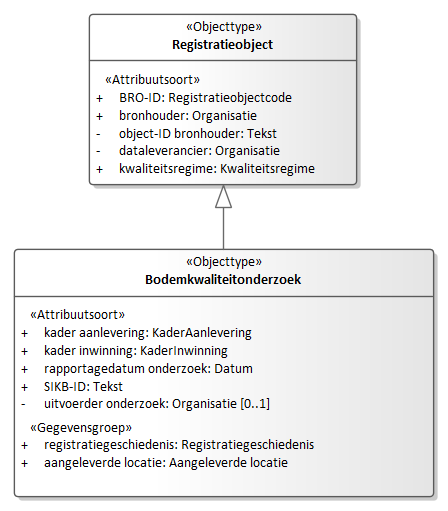 «Objecttype»
Registratieobject
«Attribuutsoort»
+ BRO-ID: Registratieobjectcode
+ bronhouder: Organisatie
- object-ID bronhouder: Tekst
- dataleverancier: Organisatie
+ kwaliteitsregime: Kwaliteitsregime
«Objecttype»
Bodemkwaliteitonderzoek
«Attribuutsoort»
+ kader aanlevering: KaderAanlevering
+ kader inwinning: KaderInwinning
+ rapportagedatum onderzoek: Datum
+ SIKB-ID: Tekst
- uitvoerder onderzoek: Organisatie [0..1]
«Gegevensgroep»
+ registratiegeschiedenis: Registratiegeschiedenis
+ aangeleverde locatie: Aangeleverde locatie